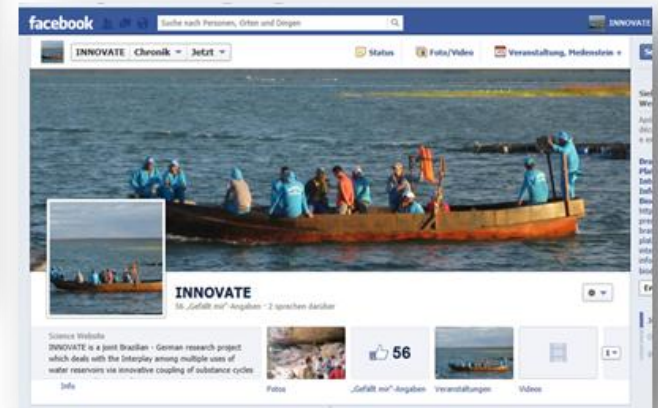 facebook
Suche nach Personen, Orten und Dingen
INNOVATE
INNOVATE Chronik Jetzt
Status
Foto/Video
Veranstaltung, Meilenstein +
INNOVATE
56 „Gefällt mir“-Angaben · 2 sprechen darüber
Science Website
INNOVATE is a joint Brazilian - German research project
which deals with the Interplay among multiple uses of
water reservoirs via innovative coupling of substance cycles
Info
Fotos
56
„Gefällt mir“-Angaben
Veranstaltungen
Videos
1